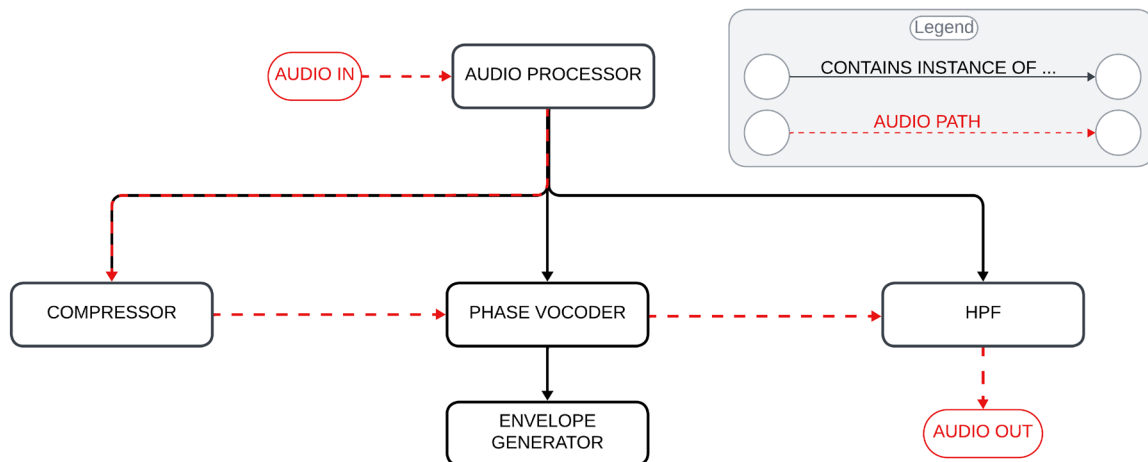 Legend
AUDIO IN
AUDIO PROCESSOR
CONTAINS INSTANCE OF ...
AUDIO PATH
COMPRESSOR
PHASE VOCODER
HPF
ENVELOPE
GENERATOR
AUDIO OUT